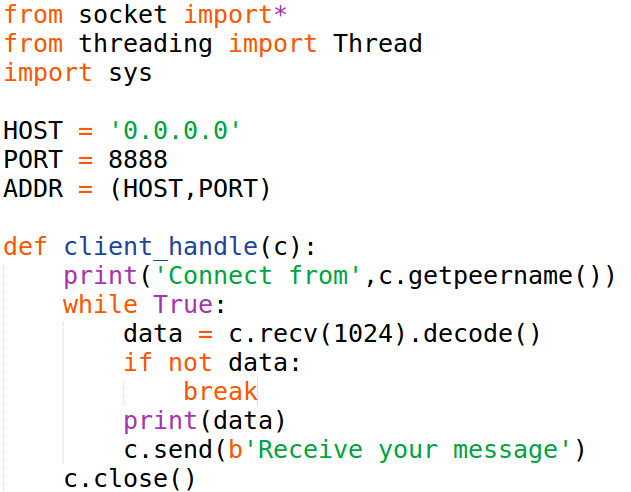 from socket import*
from threading import Thread
import sys

HOST = '0.0.0.0'
PORT = 8888
ADDR = (HOST,PORT)

def client_handle(c):
    print('Connect from',c.getpeername())
    while True:
        data = c.recv(1024).decode()
        if not data:
            break
        print(data)
        c.send(b'Receive your message')
    c.close()